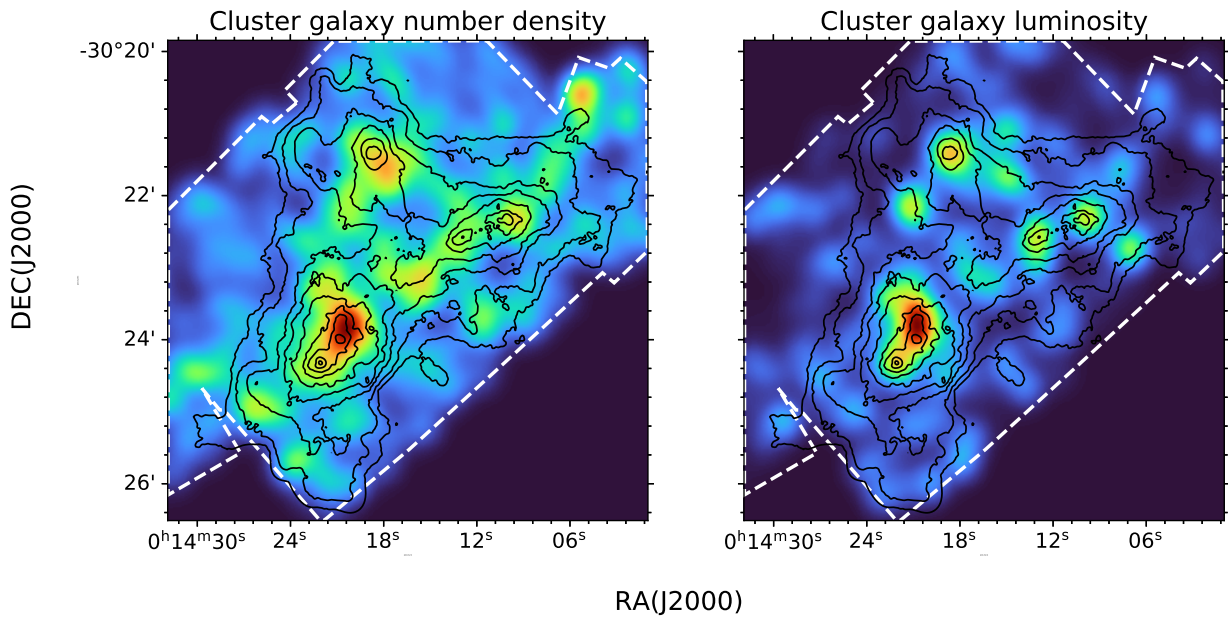 Cluster galaxy number density
Cluster galaxy luminosity
-30°20'
22'
24'
26'
DEC(J2000)
0ʰ14ᵐ30ˢ 24ˢ 18ˢ 12ˢ 06ˢ
0ʰ14ᵐ30ˢ 24ˢ 18ˢ 12ˢ 06ˢ
RA(J2000)